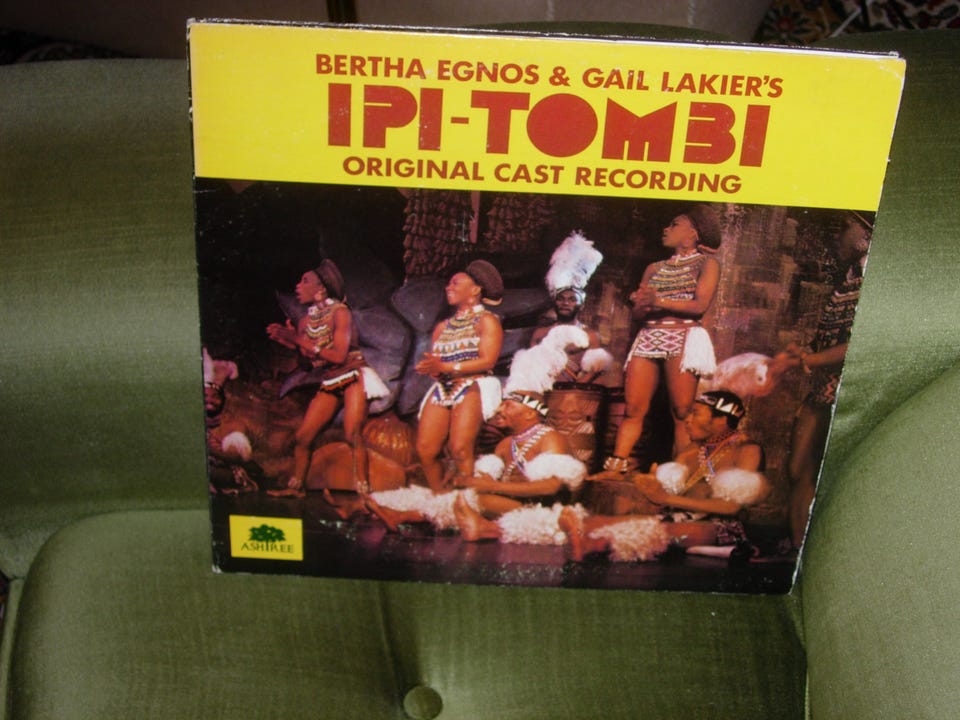 BERTHA EGNOS & GAIL LAKIER'S
IPI-TOMBI
ORIGINAL CAST RECORDING
ASHTREE